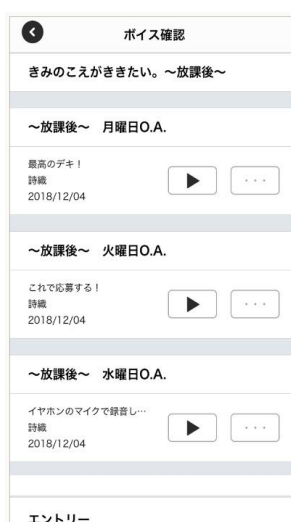 ボイス確認
きみのこえがききたい。～放課後～
～放課後～ 月曜日O.A.
最高のデキ！
詩織
2018/12/04
～放課後～ 火曜日O.A.
これで応募する！
詩織
2018/12/04
～放課後～ 水曜日O.A.
イヤホンのマイクで録音し…
詩織
2018/12/04
エントリー